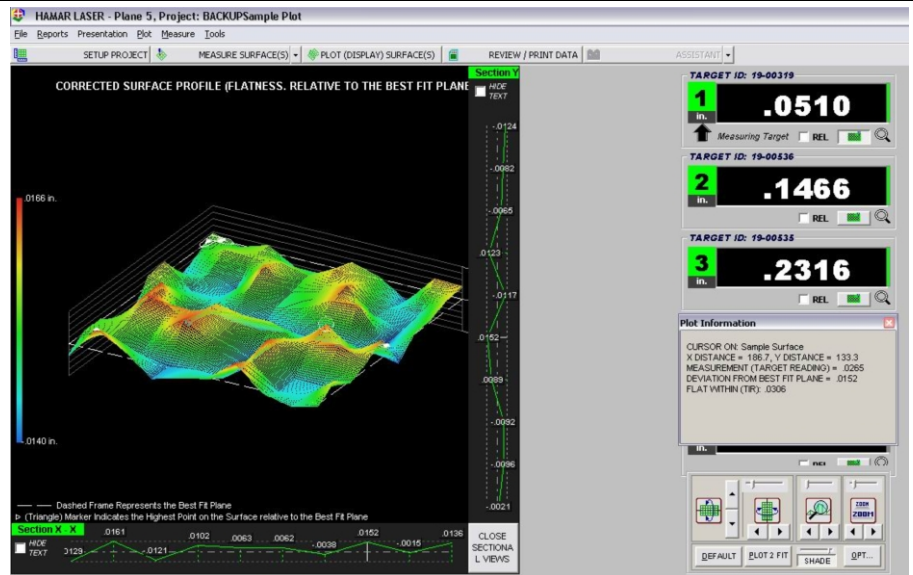 HAMAR LASER - Plane 5, Project: BACKUPSample Plot
File Reports Presentation Plot Measure Tools
SETUP PROJECT MEASURE SURFACE(S) PLOT (DISPLAY) SURFACE(S) REVIEW / PRINT DATA ASSISTANT
CORRECTED SURFACE PROFILE (FLATNESS. RELATIVE TO THE BEST FIT PLANE
Section Y
HIDE
TEXT
-.0124
-.0082
-.0065
.0123
-.0117
.0152
.0089
-.0092
-.0096
-.0021
.0166 in.
-.0140 in.
Dashed Frame Represents the Best Fit Plane
(Triangle) Marker Indicates the Highest Point on the Surface relative to the Best Fit Plane
Section X - X
HIDE
TEXT
.0129 .0161 -.0121 .0102 .0063 .0062 -.0038 .0152 -.0015 .0136
CLOSE
SECTIONA
L VIEWS
TARGET ID: 19-00319
1
in.
.0510
Measuring Target REL
TARGET ID: 19-00536
2
in.
.1466
REL
TARGET ID: 19-00535
3
in.
.2316
REL
Plot Information
CURSOR ON: Sample Surface
X DISTANCE = 186.7, Y DISTANCE = 133.3
MEASUREMENT (TARGET READING) = .0265
DEVIATION FROM BEST FIT PLANE = .0152
FLAT WITHIN (TIR): .0306
in.
ZOOM
ZOOM
DEFAULT PLOT 2 FIT SHADE OPT...